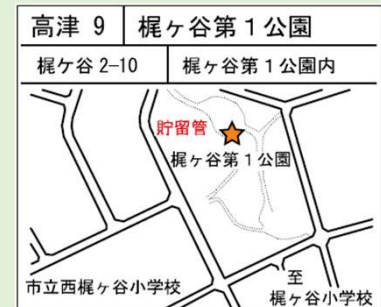 高津 9 梶ヶ谷第1公園
梶ケ谷 2-10 梶ヶ谷第1公園内
貯留管
梶ヶ谷第1公園
市立西梶ヶ谷小学校
至
梶ヶ谷小学校